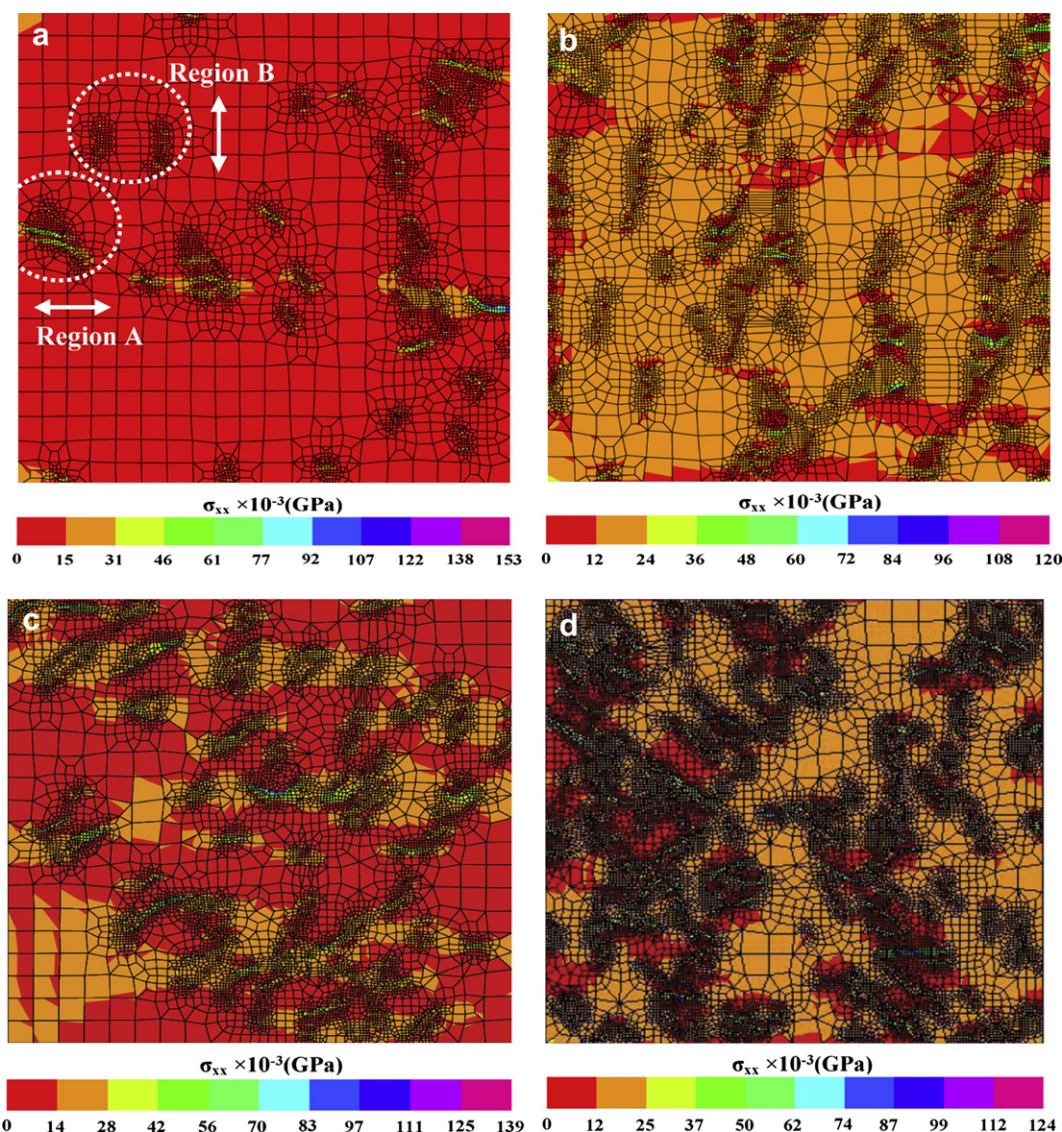 a
Region B
Region A
b
σxx ×10⁻³(GPa)
0 15 31 46 61 77 92 107 122 138 153
σxx ×10⁻³(GPa)
0 12 24 36 48 60 72 84 96 108 120
c
d
σxx ×10⁻³(GPa)
0 14 28 42 56 70 83 97 111 125 139
σxx ×10⁻³(GPa)
0 12 25 37 50 62 74 87 99 112 124